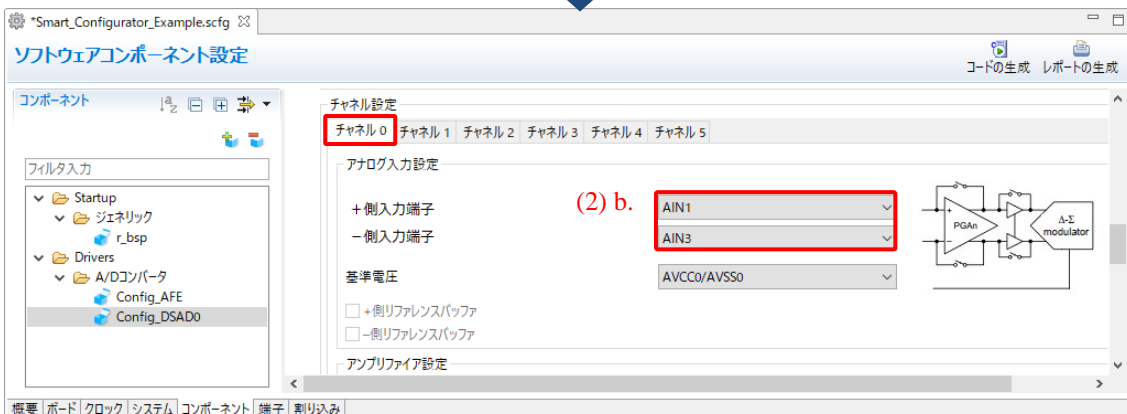 *Smart_Configurator_Example.scfg
ソフトウェアコンポーネント設定
コードの生成 レポートの生成
コンポーネント
フィルタ入力
Startup
ジェネリック
r_bsp
Drivers
A/Dコンバータ
Config_AFE
Config_DSAD0
チャネル設定
チャネル 0 チャネル 1 チャネル 2 チャネル 3 チャネル 4 チャネル 5
アナログ入力設定
+側入力端子 (2) b. AIN1
-側入力端子 AIN3
基準電圧 AVCC0/AVSS0
+側リファレンスバッファ
-側リファレンスバッファ
PGAn
Δ-Σ
modulator
アンプリファイア設定
概要 ボード クロック システム コンポーネント 端子 割り込み